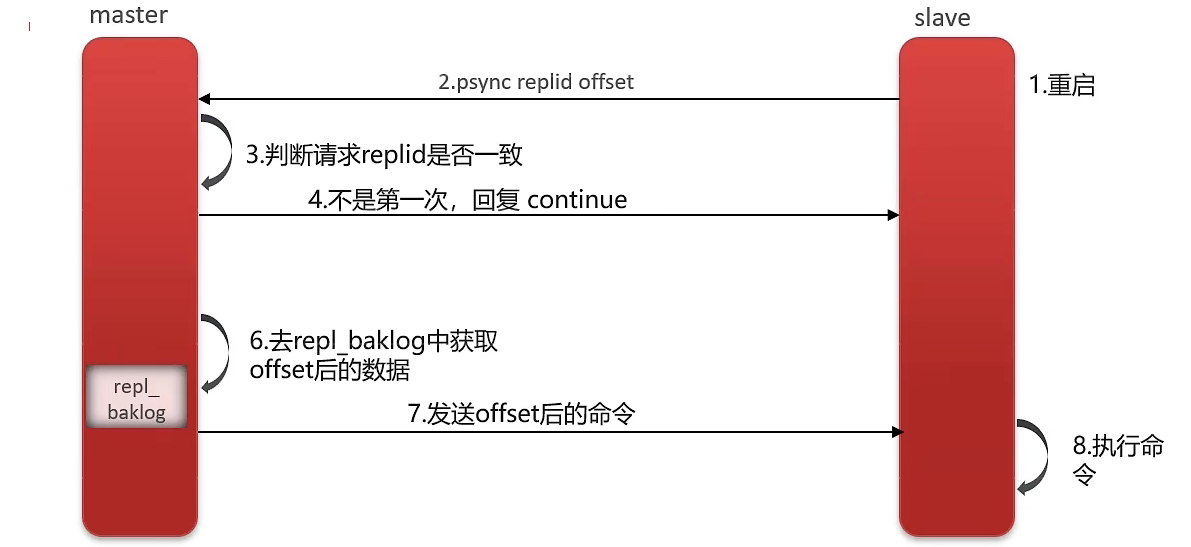 master
slave
2.psync replid offset
1.重启
3.判断请求replid是否一致
4.不是第一次，回复 continue
6.去repl_baklog中获取
offset后的数据
repl_
baklog
7.发送offset后的命令
8.执行命
令